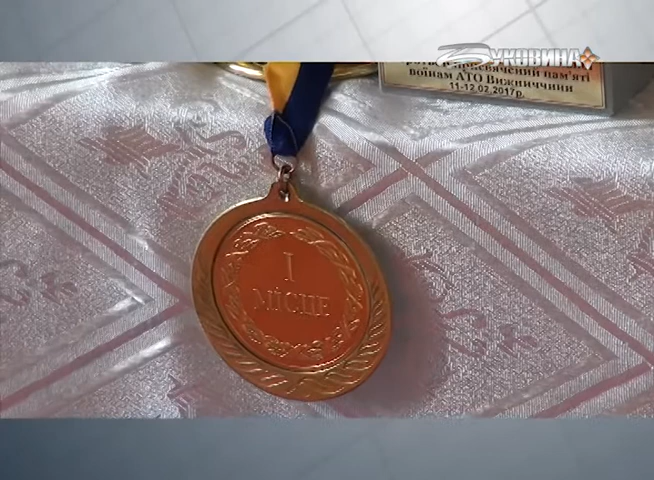 БУКОВИНА
присвячений пам'яті
воїнам АТО Вижниччини
11-12.02.2017р.
І
МІСЦЕ